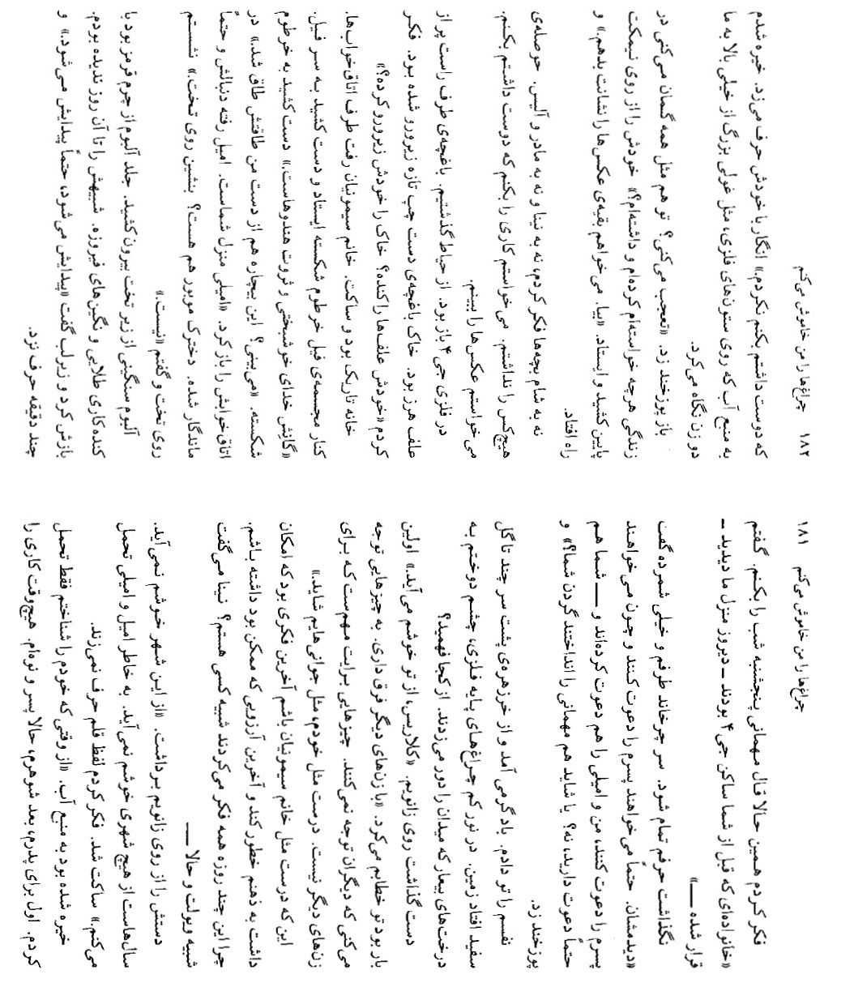 چراغ‌ها را من خاموش می‌کنم ۱۸۱
فکر کردم همین حالا قال مهمانی پنجشنبه شب را بکنم. گفتم
«خانواده‌ای که قبل از شما ساکن جی ۴ بودند ــ دیروز منزل ما دیدید ــ
قرار شده ــــ»
نگذاشت حرفم تمام شود. سر چرخاند طرفم و خیلی شمرده گفت
«دیدمشان. حتماً می‌خواهند پسرم را دعوت کنند و چون می‌خواهند
پسرم را دعوت کنند، من و امیلی را هم دعوت کرده‌اند و ــــ شما هم
حتماً دعوت دارید، نه؟ یا شاید هم مهمانی را انداختند گردن شما؟» و
پوزخند زد.
نفسم را تو دادم. باد گرمی آمد و از خرزهره‌ی پشت سر چند تا گل
سفید افتاد زمین. در نور کم چراغ‌های پایه فلزی، چشم دوختم به
درخت‌های بیعار که میدان را دور می‌زدند. از کجا فهمید؟
دست گذاشت روی زانویم. «کلاریس، از تو خوشم می‌آید.» اولین
بار بود تو خطابم می‌کرد. «با زن‌های دیگر فرق داری. به چیزهایی توجه
می‌کنی که دیگران توجه نمی‌کنند. چیزهایی برایت مهم‌ست که برای
زن‌های دیگر نیست. درست مثل خودم، مثل جوانی‌هایم شاید.»
این که درست مثل خانم سیمونیان باشم آخرین فکری بود که امکان
داشت به ذهنم خطور کند و آخرین آرزویی که ممکن بود داشته باشم.
چرا این چند روزه همه فکر می‌کردند شبیه کسی هستم؟ نینا می‌گفت
شبیه ویولت و حالا ــــ
دستش را از روی زانویم برداشت. «از این شهر خوشم نمی‌آید.
سال‌هاست از هیچ شهری خوشم نمی‌آید. به خاطر امیل و امیلی تحمل
می‌کنم.» ساکت شد. فکر کردم لفظ قلم حرف نمی‌زند.
خیره شده بود به منبع آب. «از وقتی که خودم را شناختم فقط تحمل
کردم. اول برای پدرم، بعد شوهرم، حالا پسر و نوه‌ام. هیچ‌وقت کاری را
۱۸۲ چراغ‌ها را من خاموش می‌کنم
که دوست داشتم بکنم نکردم.» انگار با خودش حرف می‌زد. خیره شدم
به منبع آب که روی ستون‌های فلزی، مثل غولی بزرگ از خیلی بالا به ما
دو زن نگاه می‌کرد.
باز پوزخند زد. «تعجب می‌کنی؟ تو هم مثل همه گمان می‌کنی در
زندگی هرچه خواسته‌ام کرده‌ام و داشته‌ام؟» خودش را از روی نیمکت
پایین کشید و ایستاد. «بیا. می‌خواهم بقیه‌ی عکس‌ها را نشانت بدهم.» و
راه افتاد.
نه به شام بچه‌ها فکر کردم، نه به نینا و نه به مادر و آلیس. حوصله‌ی
هیچ‌کس را نداشتم. می‌خواستم کاری را بکنم که دوست داشتم بکنم.
می‌خواستم عکس‌ها را ببینم.
در فلزی جی ۴ باز بود. از حیاط گذشتیم. باغچه‌ی طرف راست پر از
علف هرز بود. خاک باغچه‌ی دست چپ تازه زیرورو شده بود. فکر
کردم «خودش علف‌ها را کنده؟ خاک را خودش زیرورو کرده؟»
خانه تاریک بود و ساکت. خانم سیمونیان رفت طرف اتاق‌خواب‌ها.
کنار مجسمه‌ی فیل خرطوم شکسته ایستاد و دست کشید به سر فیل.
«گانِش خدای خوشبختی و ثروت هندوهاست.» دست کشید به خرطوم
شکسته. «می‌بینی؟ این بیچاره هم از دست من طاقتش طاق شد.» در
اتاق‌خوابش را باز کرد. «امیلی منزل شماست. امیل رفته دنبالش و حتماً
ماندگار شده. دخترک موبور هم هست؟ بنشین روی تخت.» نشستم
روی تخت و گفتم «نیست.»
آلبوم سنگینی از زیر تخت بیرون کشید. جلد آلبوم از چرم قرمز بود با
کنده‌کاری طلایی و نگین‌های فیروزه. شبیهش را تا آن روز ندیده بودم.
بازش کرد و زیرلب گفت «پیدایش می‌شود، حتماً پیدایش می‌شود.» و
چند دقیقه حرف نزد.